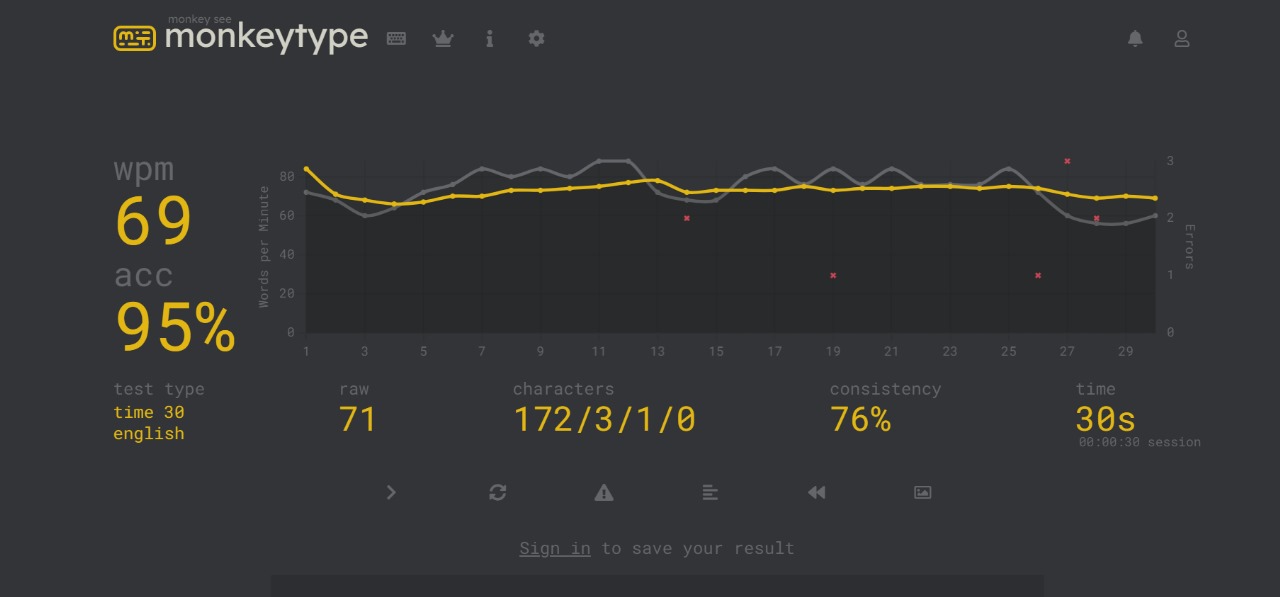 monkey see
monkeytype
wpm
69
acc
95%
Words per Minute
80
60
40
20
0
3
2
1
0
Errors
1 3 5 7 9 11 13 15 17 19 21 23 25 27 29
test type
time 30
english
raw
71
characters
172/3/1/0
consistency
76%
time
30s
00:00:30 session
Sign in to save your result